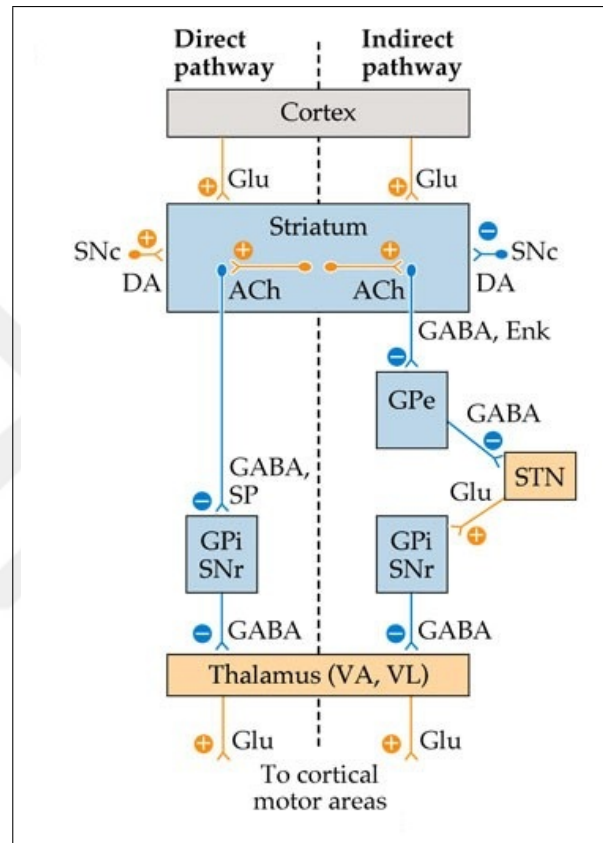 Direct pathway
Indirect pathway
Cortex
+ Glu
+ Glu
Striatum
SNc + DA
− SNc DA
+ ACh
+ ACh
GABA, Enk
−
GPe
GABA
−
STN
GABA, SP
−
Glu
+
GPi SNr
GPi SNr
− GABA
− GABA
Thalamus (VA, VL)
+ Glu
+ Glu
To cortical
motor areas